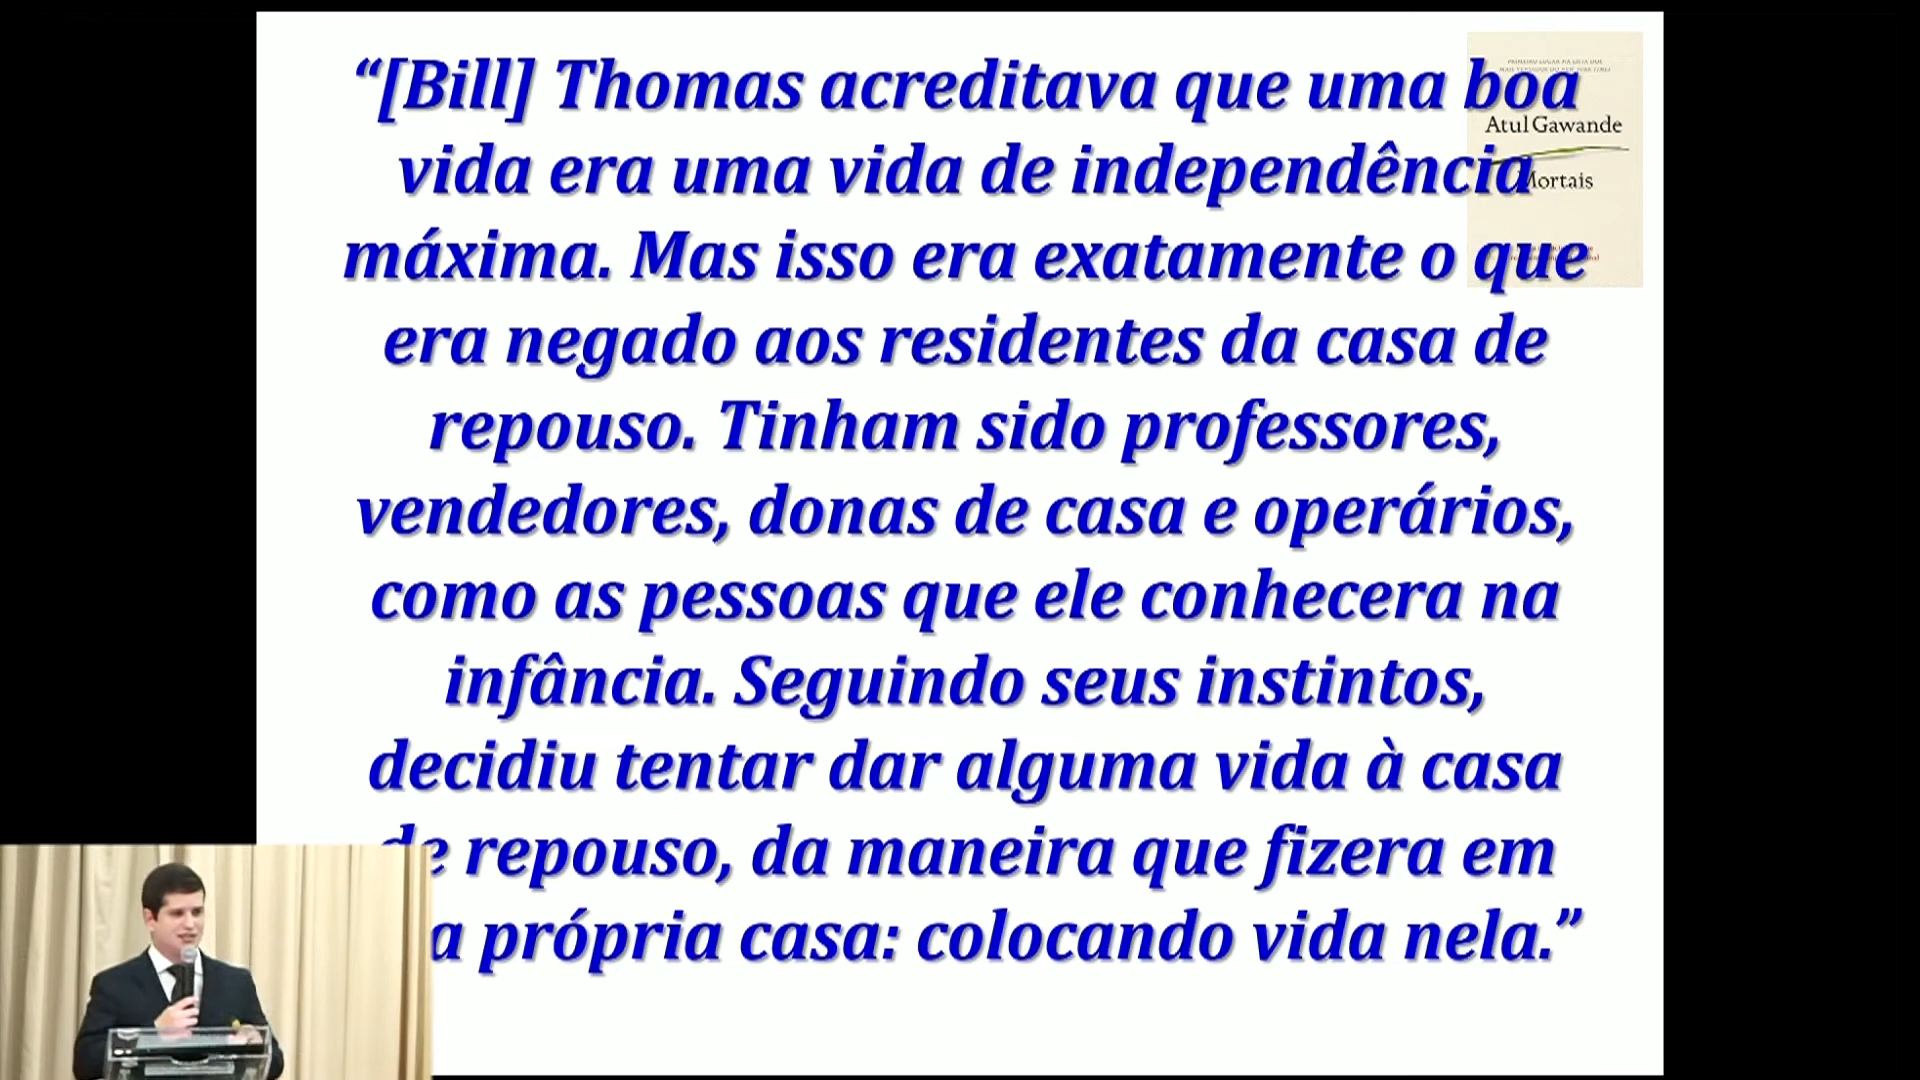 “[Bill] Thomas acreditava que uma boa
vida era uma vida de independência
máxima. Mas isso era exatamente o que
era negado aos residentes da casa de
repouso. Tinham sido professores,
vendedores, donas de casa e operários,
como as pessoas que ele conhecera na
infância. Seguindo seus instintos,
decidiu tentar dar alguma vida à casa
de repouso, da maneira que fizera em
a própria casa: colocando vida nela.”
Atul Gawande
Mortais